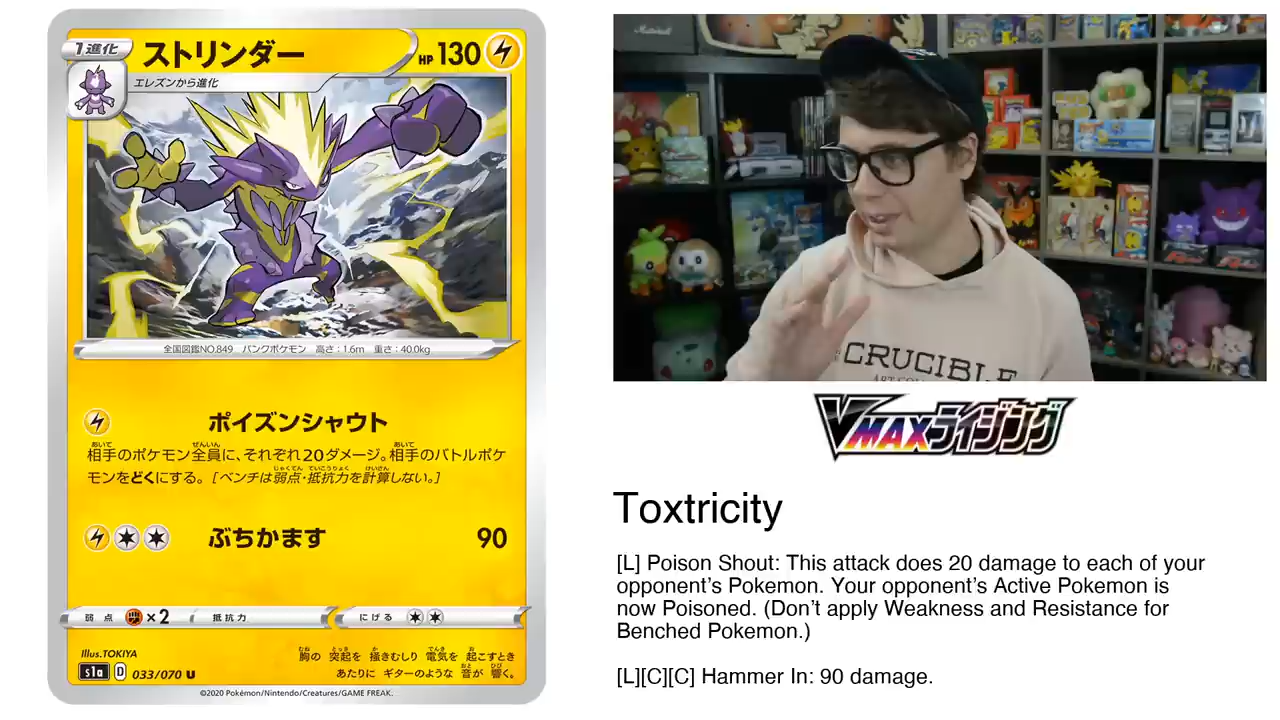 1進化 ストリンダー HP 130
エレズンから進化
全国図鑑NO.849 パンクポケモン 高さ:1.6m 重さ:40.0kg
ポイズンシャウト
相手のポケモン全員に、それぞれ20ダメージ。相手のバトルポケ
モンをどくにする。[ベンチは弱点・抵抗力を計算しない。]
ぶちかます 90
弱点 ×2 抵抗力 にげる
Illus.TOKIYA
胸の 突起を 掻きむしり 電気を 起こすとき
あたりに ギターのような 音が 響く。
s1a D 033/070 U
©2020 Pokémon/Nintendo/Creatures/GAME FREAK.
Marshall
CRUCIBLE
VMAXライジング
Toxtricity
[L] Poison Shout: This attack does 20 damage to each of your
opponent’s Pokemon. Your opponent’s Active Pokemon is
now Poisoned. (Don’t apply Weakness and Resistance for
Benched Pokemon.)
[L][C][C] Hammer In: 90 damage.